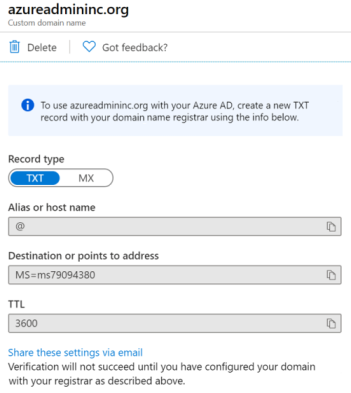 azureadmininc.org
Custom domain name
Delete
Got feedback?
To use azureadmininc.org with your Azure AD, create a new TXT
record with your domain name registrar using the info below.
Record type
TXT
MX
Alias or host name
@
Destination or points to address
MS=ms79094380
TTL
3600
Share these settings via email
Verification will not succeed until you have configured your domain
with your registrar as described above.